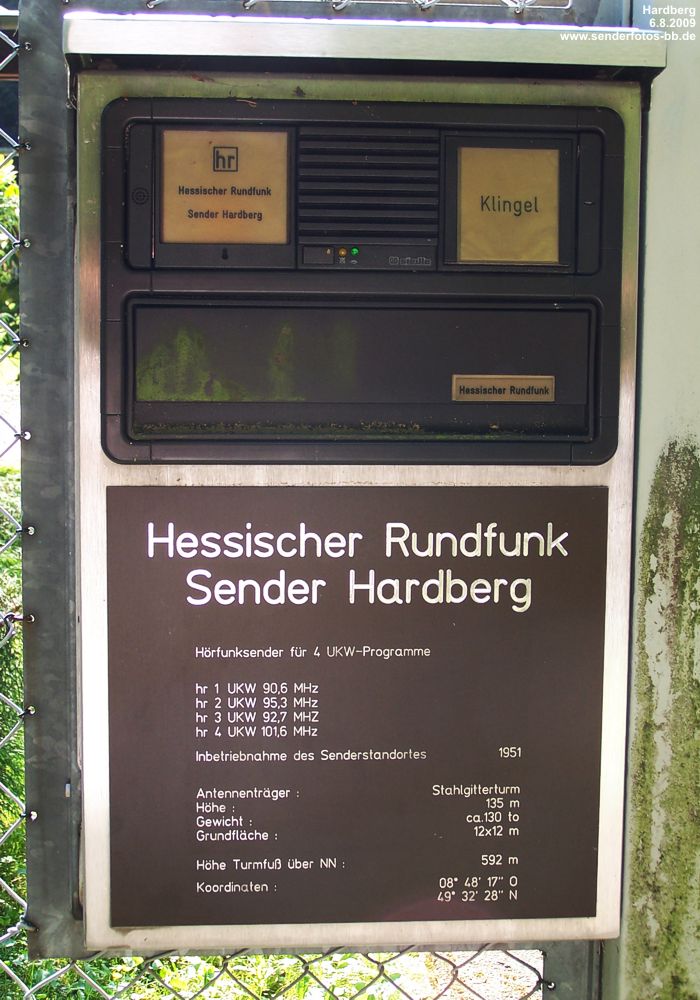 Hardberg
6.8.2009
www.senderfotos-bb.de
hr
Hessischer Rundfunk
Sender Hardberg
Klingel
Hessischer Rundfunk
Hessischer Rundfunk
Sender Hardberg
Hörfunksender für 4 UKW-Programme
hr 1 UKW 90,6 MHz
hr 2 UKW 95,3 MHz
hr 3 UKW 92,7 MHZ
hr 4 UKW 101,6 MHz
Inbetriebnahme des Senderstandortes 1951
Antennenträger : Stahlgitterturm
Höhe : 135 m
Gewicht : ca.130 to
Grundfläche : 12x12 m
Höhe Turmfuß über NN : 592 m
Koordinaten : 08° 48' 17" O
49° 32' 28" N